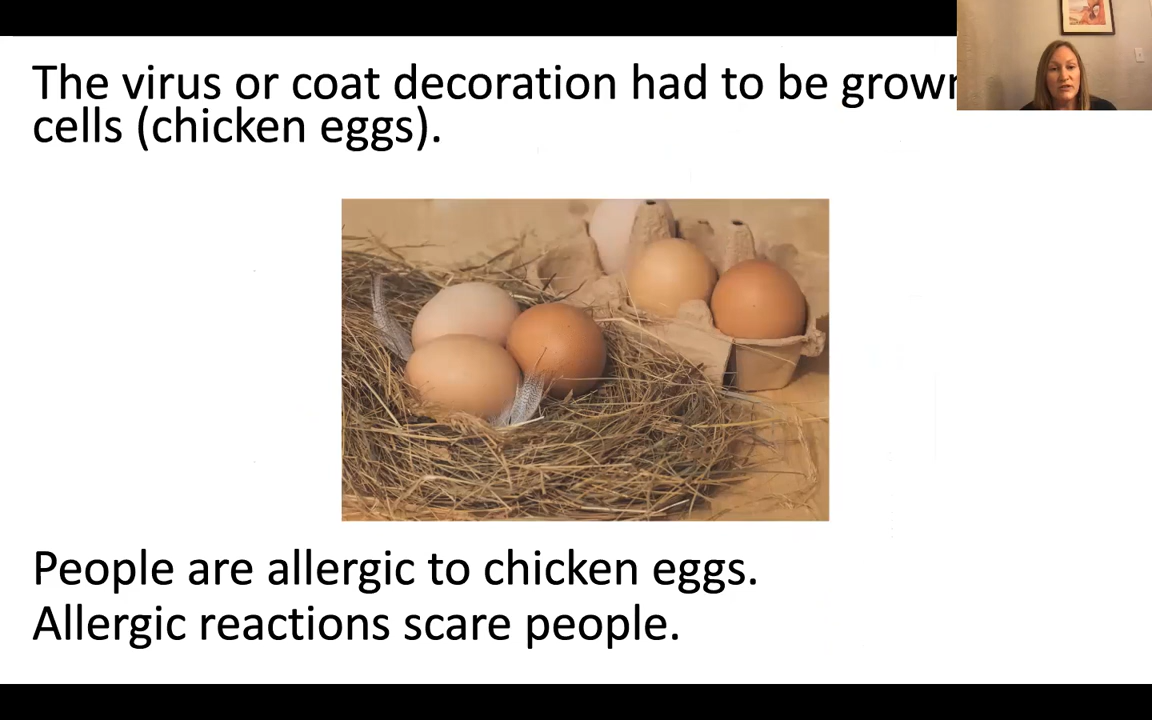 The virus or coat decoration had to be grown
cells (chicken eggs).
People are allergic to chicken eggs.
Allergic reactions scare people.